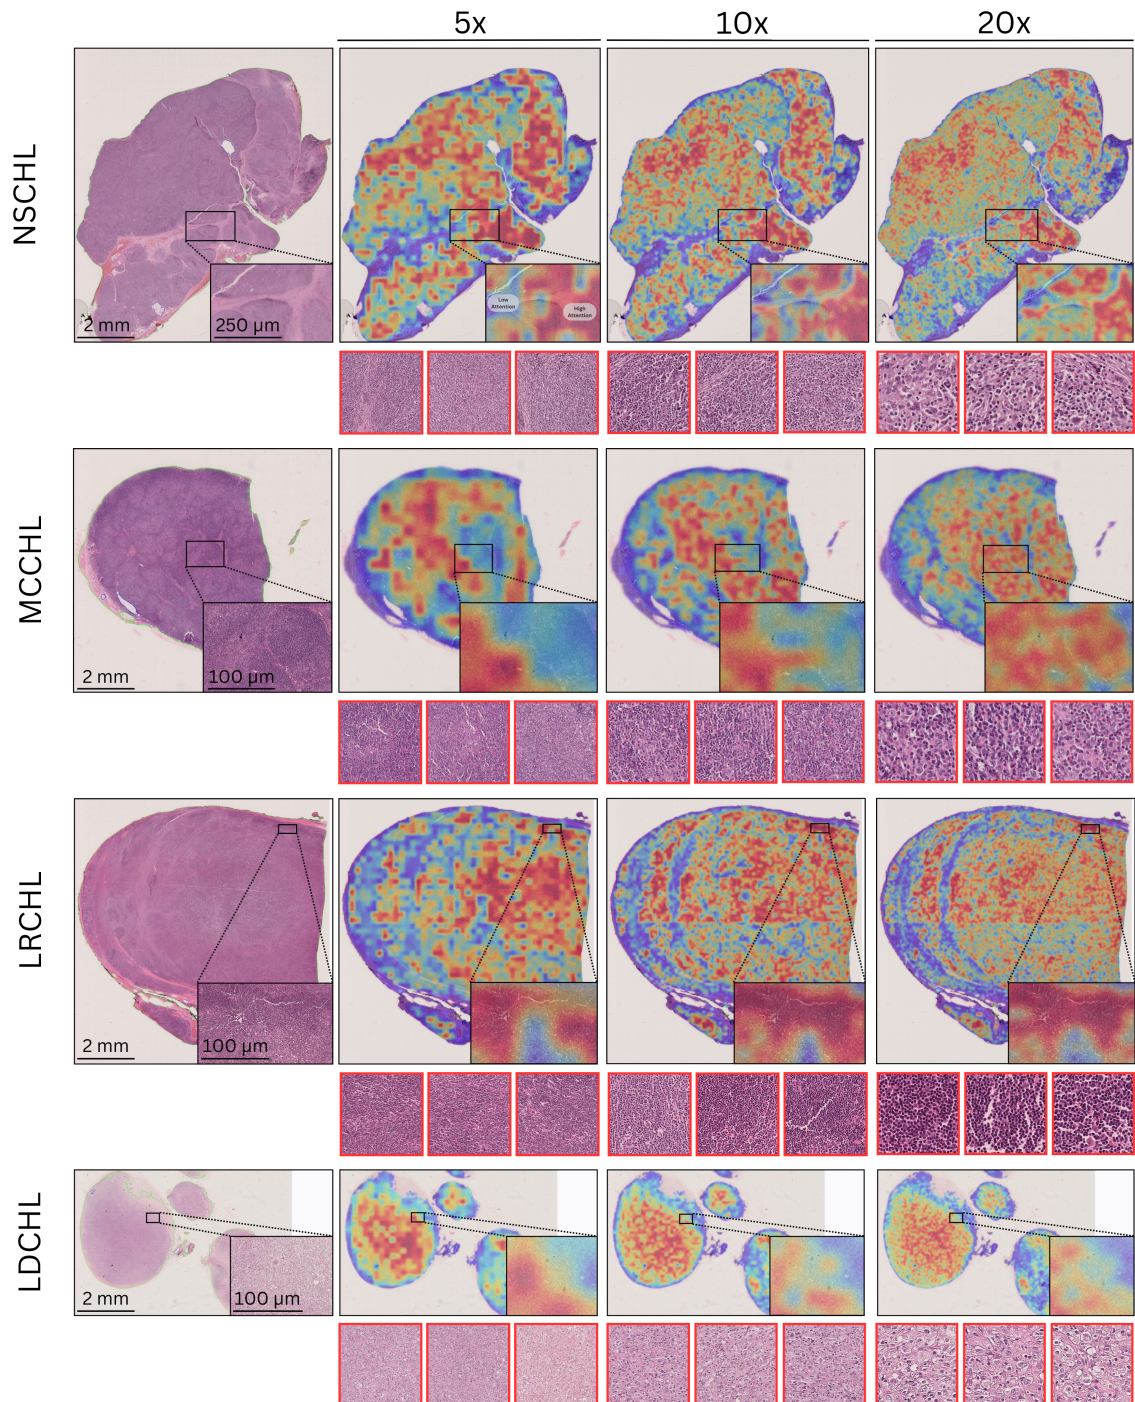 5x
10x
20x
NSCHL
2 mm
250 µm
Low
Attention
High
Attention
MCCHL
2 mm
100 µm
LRCHL
2 mm
100 µm
LDCHL
2 mm
100 µm